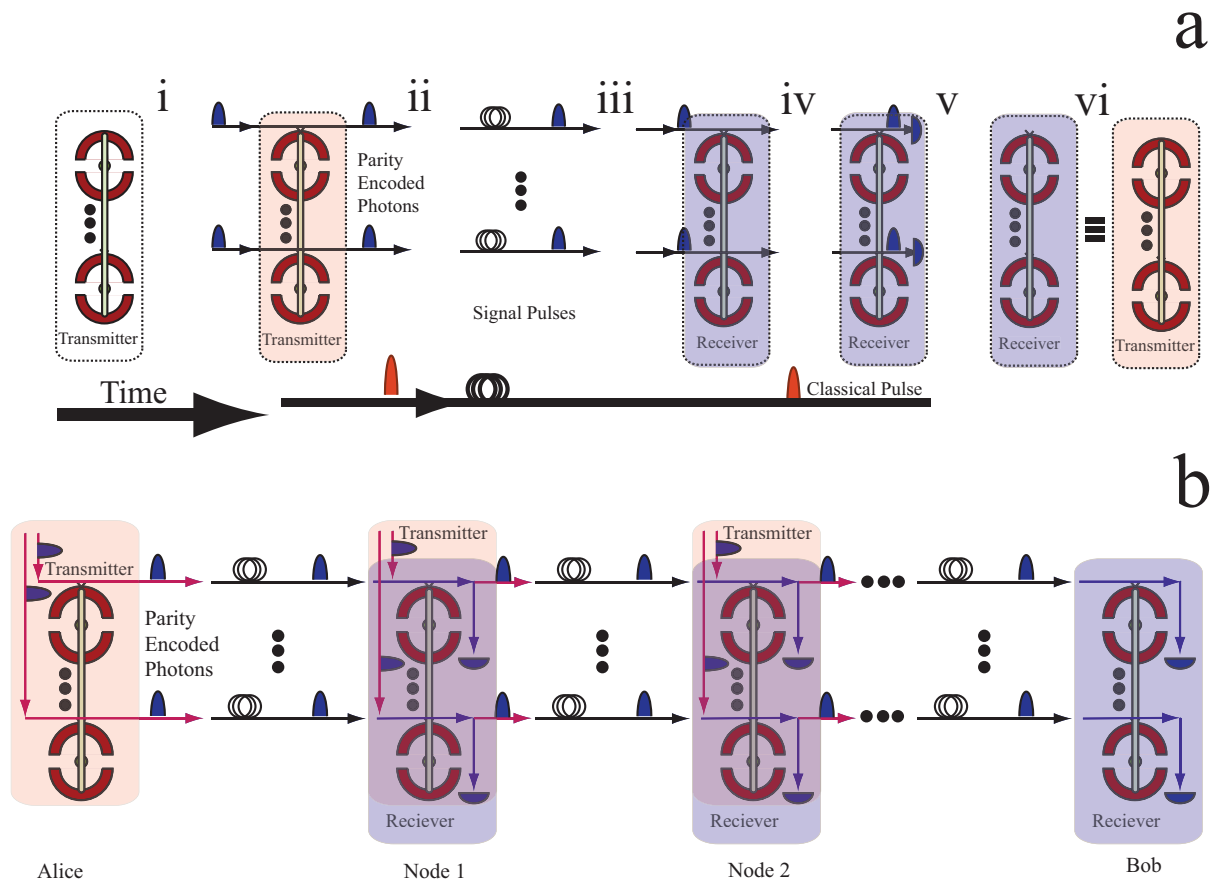 a
i
ii
iii
iv
v
vi
Parity
Encoded
Photons
Transmitter
Transmitter
Signal Pulses
Receiver
Receiver
Receiver
Transmitter
Time
Classical Pulse
b
Transmitter
Transmitter
Transmitter
Parity
Encoded
Photons
Reciever
Reciever
Reciever
Alice
Node 1
Node 2
Bob